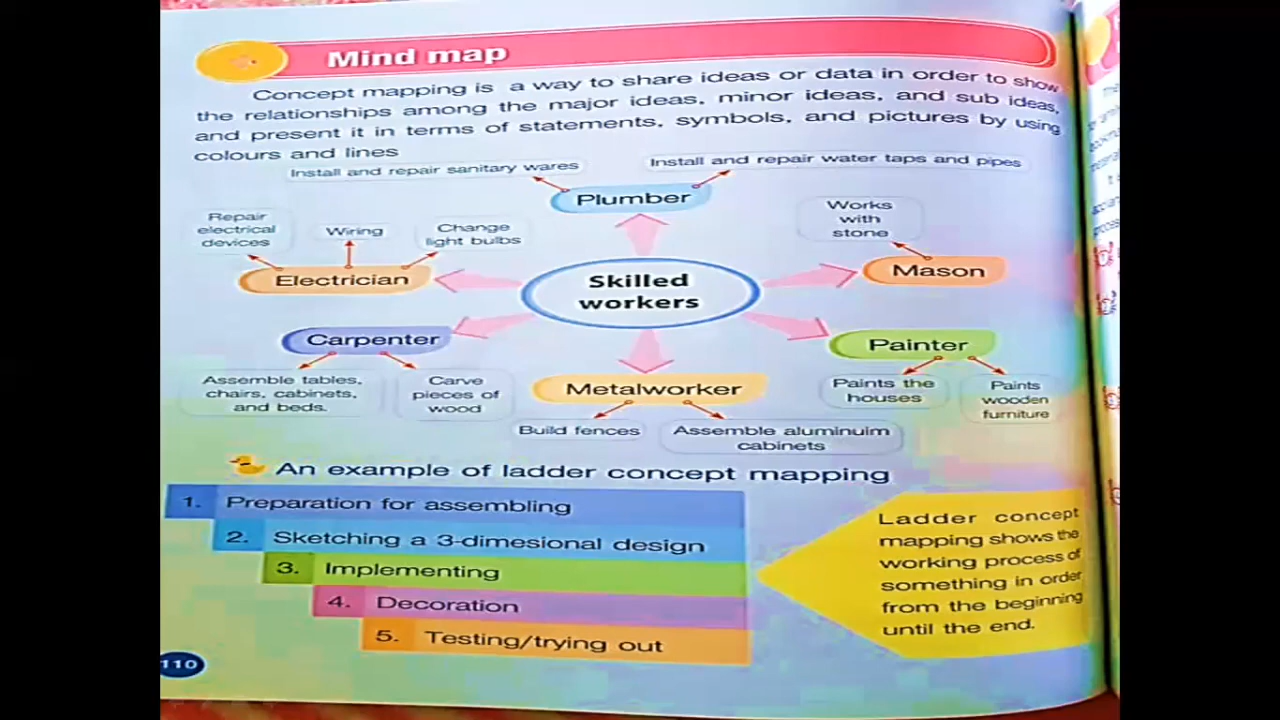 Mind map
Concept mapping is a way to share ideas or data in order to show
the relationships among the major ideas, minor ideas, and sub ideas,
and present it in terms of statements, symbols, and pictures by using
colours and lines
Install and repair sanitary wares
Install and repair water taps and pipes
Plumber
Repair
electrical
devices
Wiring
Change
light bulbs
Electrician
Works
with
stone
Mason
Skilled
workers
Carpenter
Assemble tables,
chairs, cabinets,
and beds.
Carve
pieces of
wood
Metalworker
Build fences
Assemble aluminuim
cabinets
Painter
Paints the
houses
Paints
wooden
furniture
An example of ladder concept mapping
1. Preparation for assembling
2. Sketching a 3-dimesional design
3. Implementing
4. Decoration
5. Testing/trying out
Ladder concept
mapping shows the
working process of
something in order
from the beginning
until the end.
110